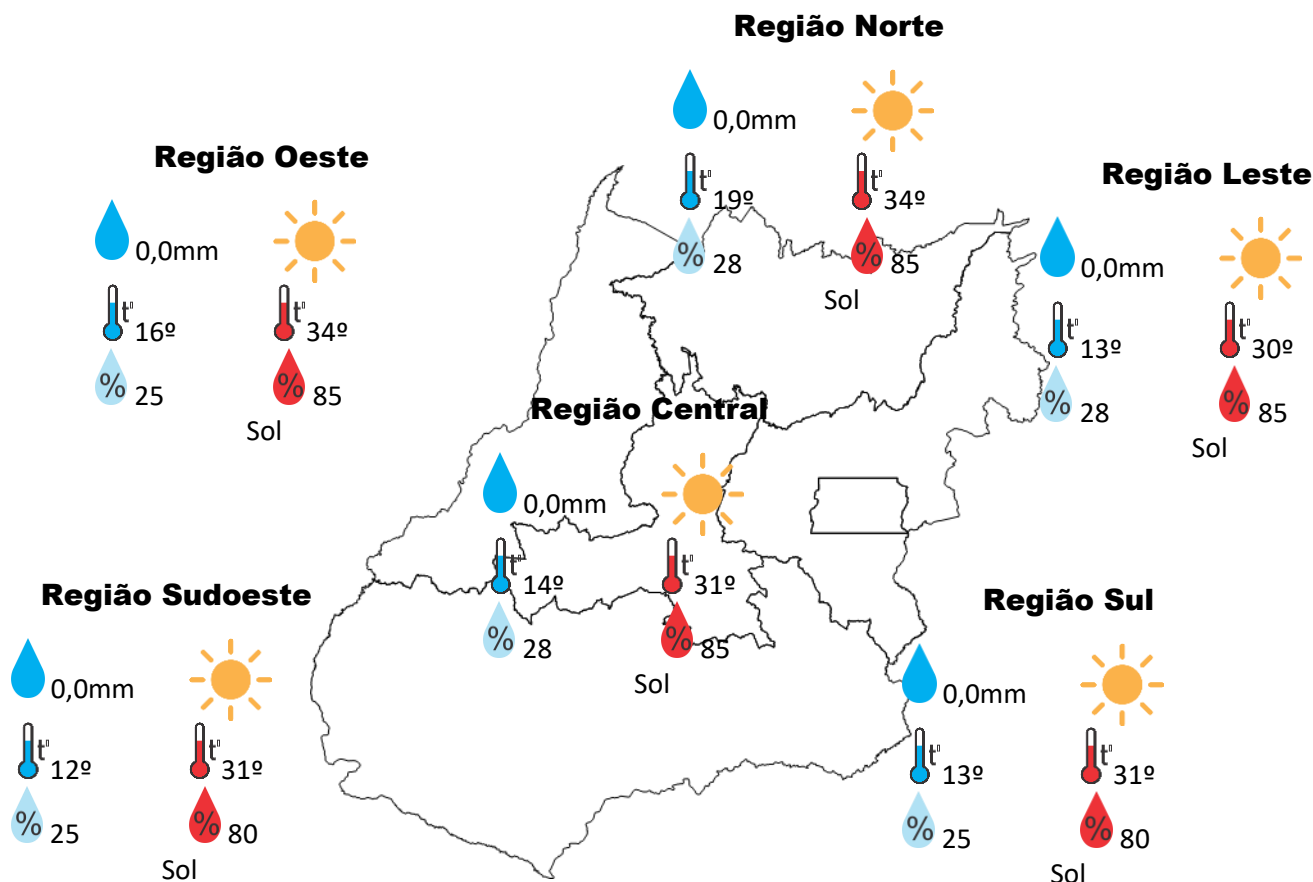 Região Norte
0,0mm
t° 19º
t° 34º
% 28
% 85
Sol
Região Oeste
0,0mm
t° 16º
t° 34º
% 25
% 85
Sol
Região Leste
0,0mm
t° 13º
t° 30º
% 28
% 85
Sol
Região Central
0,0mm
t° 14º
t° 31º
% 28
% 85
Sol
Região Sudoeste
0,0mm
t° 12º
t° 31º
% 25
% 80
Sol
Região Sul
0,0mm
t° 13º
t° 31º
% 25
% 80
Sol